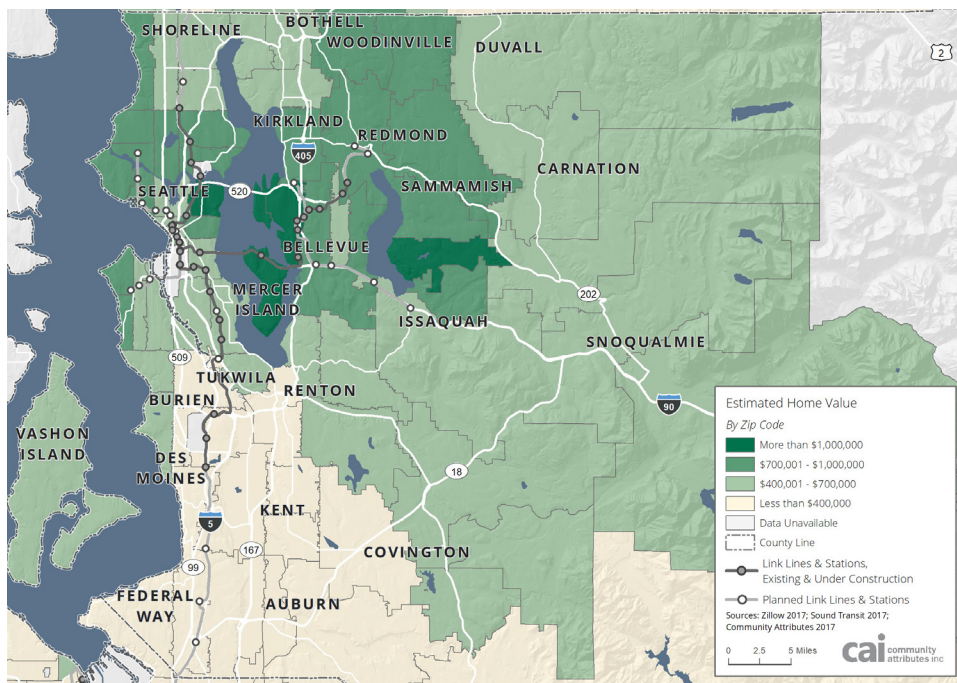 BOTHELL
SHORELINE
WOODINVILLE
DUVALL
2
KIRKLAND
REDMOND
405
CARNATION
SEATTLE
520
SAMMAMISH
BELLEVUE
MERCER
ISLAND
202
ISSAQUAH
SNOQUALMIE
509
TUKWILA
RENTON
BURIEN
90
VASHON
ISLAND
DES
MOINES
18
KENT
5
167
COVINGTON
99
FEDERAL
WAY
AUBURN
Estimated Home Value
By Zip Code
More than $1,000,000
$700,001 - $1,000,000
$400,001 - $700,000
Less than $400,000
Data Unavailable
County Line
Link Lines & Stations,
Existing & Under Construction
Planned Link Lines & Stations
Sources: Zillow 2017; Sound Transit 2017;
Community Attributes 2017
0 2.5 5 Miles
cai community
attributes inc